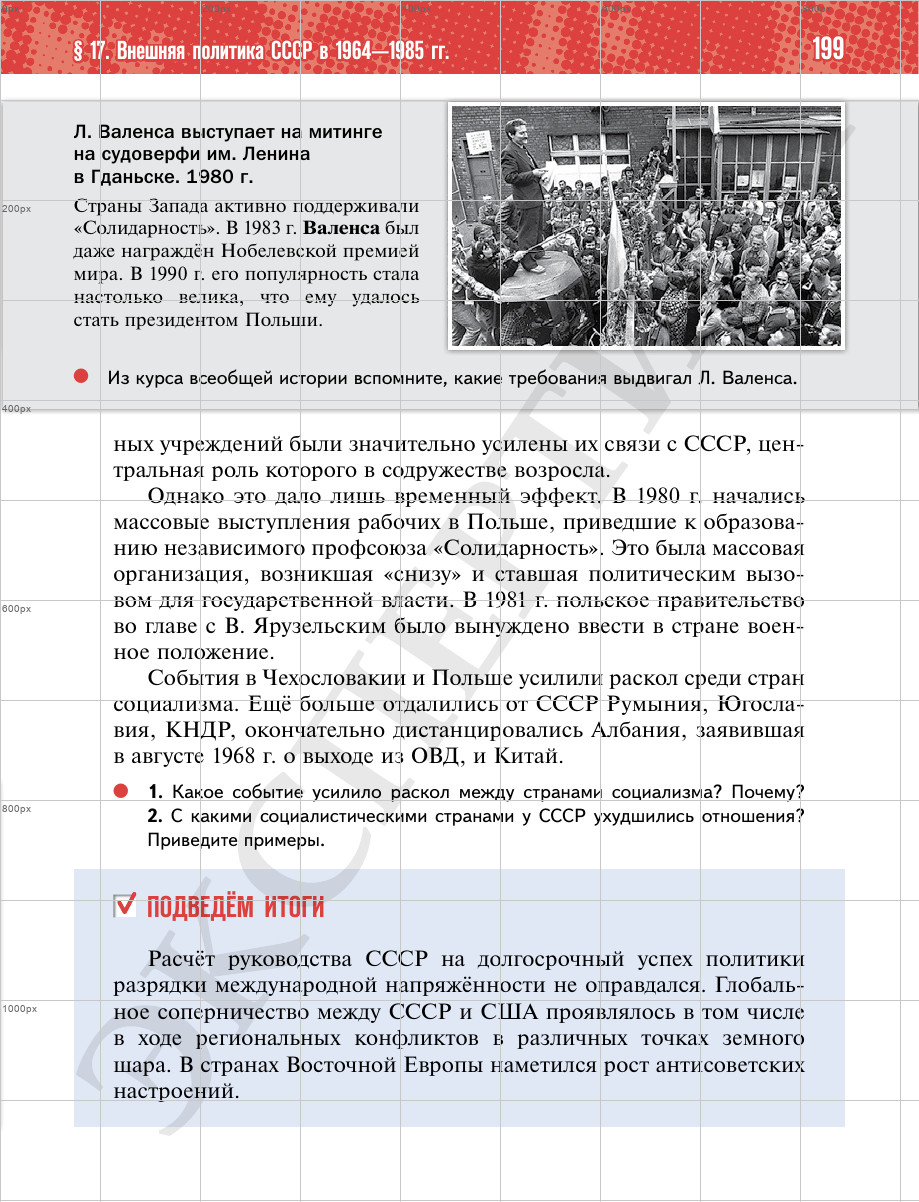 § 17. Внешняя политика СССР в 1964—1985 гг.
199
Л. Валенса выступает на митинге
на судоверфи им. Ленина
в Гданьске. 1980 г.
Страны Запада активно поддерживали
«Солидарность». В 1983 г. Валенса был
даже награждён Нобелевской премией
мира. В 1990 г. его популярность стала
настолько велика, что ему удалось
стать президентом Польши.
Из курса всеобщей истории вспомните, какие требования выдвигал Л. Валенса.
ных учреждений были значительно усилены их связи с СССР, цен-
тральная роль которого в содружестве возросла.
Однако это дало лишь временный эффект. В 1980 г. начались
массовые выступления рабочих в Польше, приведшие к образова-
нию независимого профсоюза «Солидарность». Это была массовая
организация, возникшая «снизу» и ставшая политическим вызо-
вом для государственной власти. В 1981 г. польское правительство
во главе с В. Ярузельским было вынуждено ввести в стране воен-
ное положение.
События в Чехословакии и Польше усилили раскол среди стран
социализма. Ещё больше отдалились от СССР Румыния, Югосла-
вия, КНДР, окончательно дистанцировались Албания, заявившая
в августе 1968 г. о выходе из ОВД, и Китай.
1. Какое событие усилило раскол между странами социализма? Почему?
2. С какими социалистическими странами у СССР ухудшились отношения?
Приведите примеры.
ПОДВЕДЁМ ИТОГИ
Расчёт руководства СССР на долгосрочный успех политики
разрядки международной напряжённости не оправдался. Глобаль-
ное соперничество между СССР и США проявлялось в том числе
в ходе региональных конфликтов в различных точках земного
шара. В странах Восточной Европы наметился рост антисоветских
настроений.
200px
400px
600px
800px
1000px